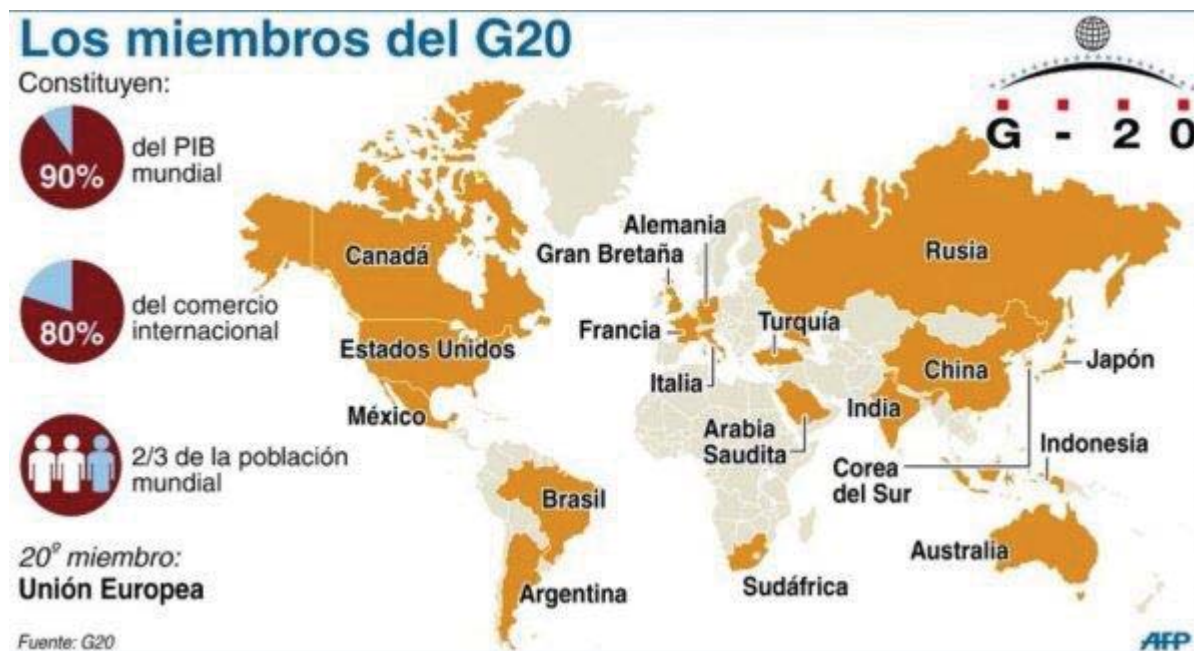 Los miembros del G20
Constituyen:
90%
del PIB
mundial
80%
del comercio
internacional
2/3 de la población
mundial
20º miembro:
Unión Europea
Fuente: G20
G - 2 0
Canadá
Estados Unidos
México
Brasil
Argentina
Alemania
Gran Bretaña
Francia
Italia
Turquía
Arabia
Saudita
Sudáfrica
Rusia
China
India
Japón
Corea
del Sur
Indonesia
Australia
AFP